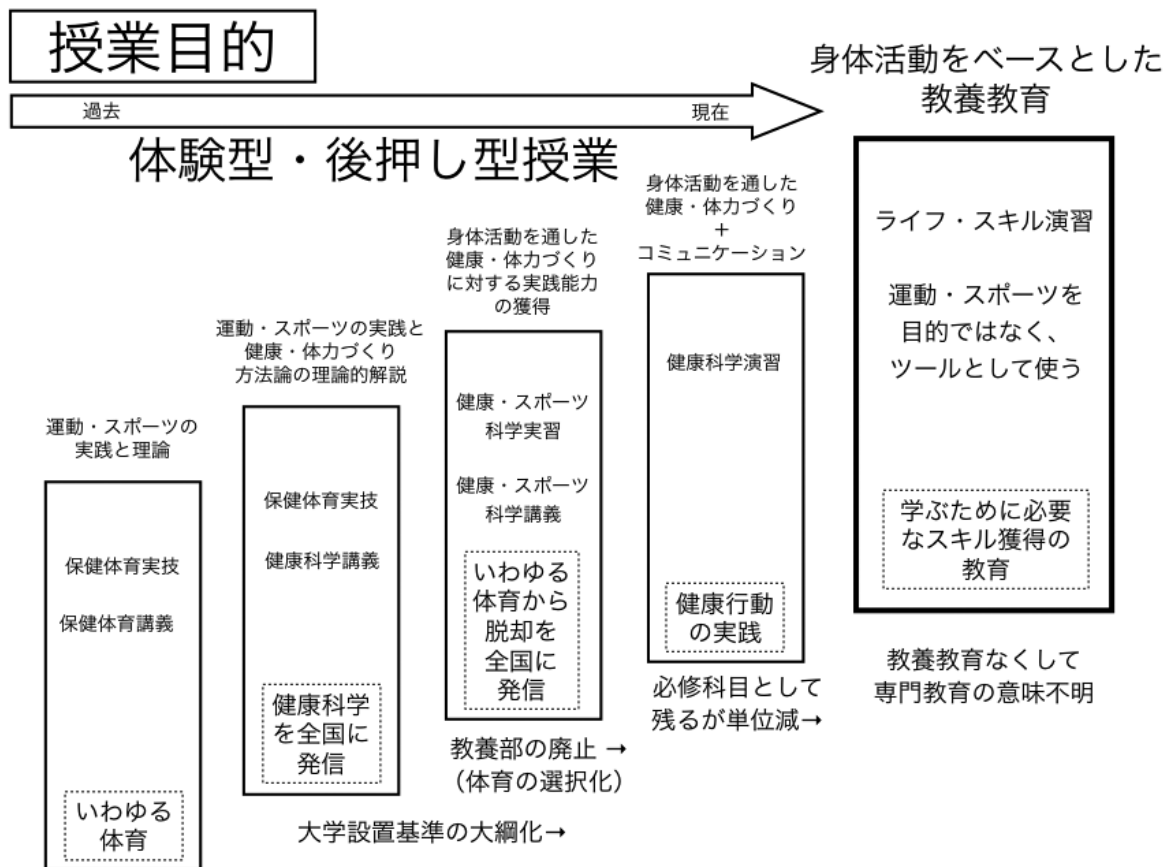 授業目的
過去
現在
体験型・後押し型授業
運動・スポーツの
実践と理論
保健体育実技
保健体育講義
いわゆる
体育
運動・スポーツの実践と
健康・体力づくり
方法論の理論的解説
保健体育実技
健康科学講義
健康科学
を全国に
発信
大学設置基準の大綱化→
身体活動を通した
健康・体力づくり
に対する実践能力
の獲得
健康・スポーツ
科学実習
健康・スポーツ
科学講義
いわゆる
体育から
脱却を
全国に
発信
教養部の廃止 →
（体育の選択化）
身体活動を通した
健康・体力づくり
+
コミュニケーション
健康科学演習
健康行動
の実践
必修科目として
残るが単位減→
身体活動をベースとした
教養教育
ライフ・スキル演習
運動・スポーツを
目的ではなく、
ツールとして使う
学ぶために必要
なスキル獲得の
教育
教養教育なくして
専門教育の意味不明